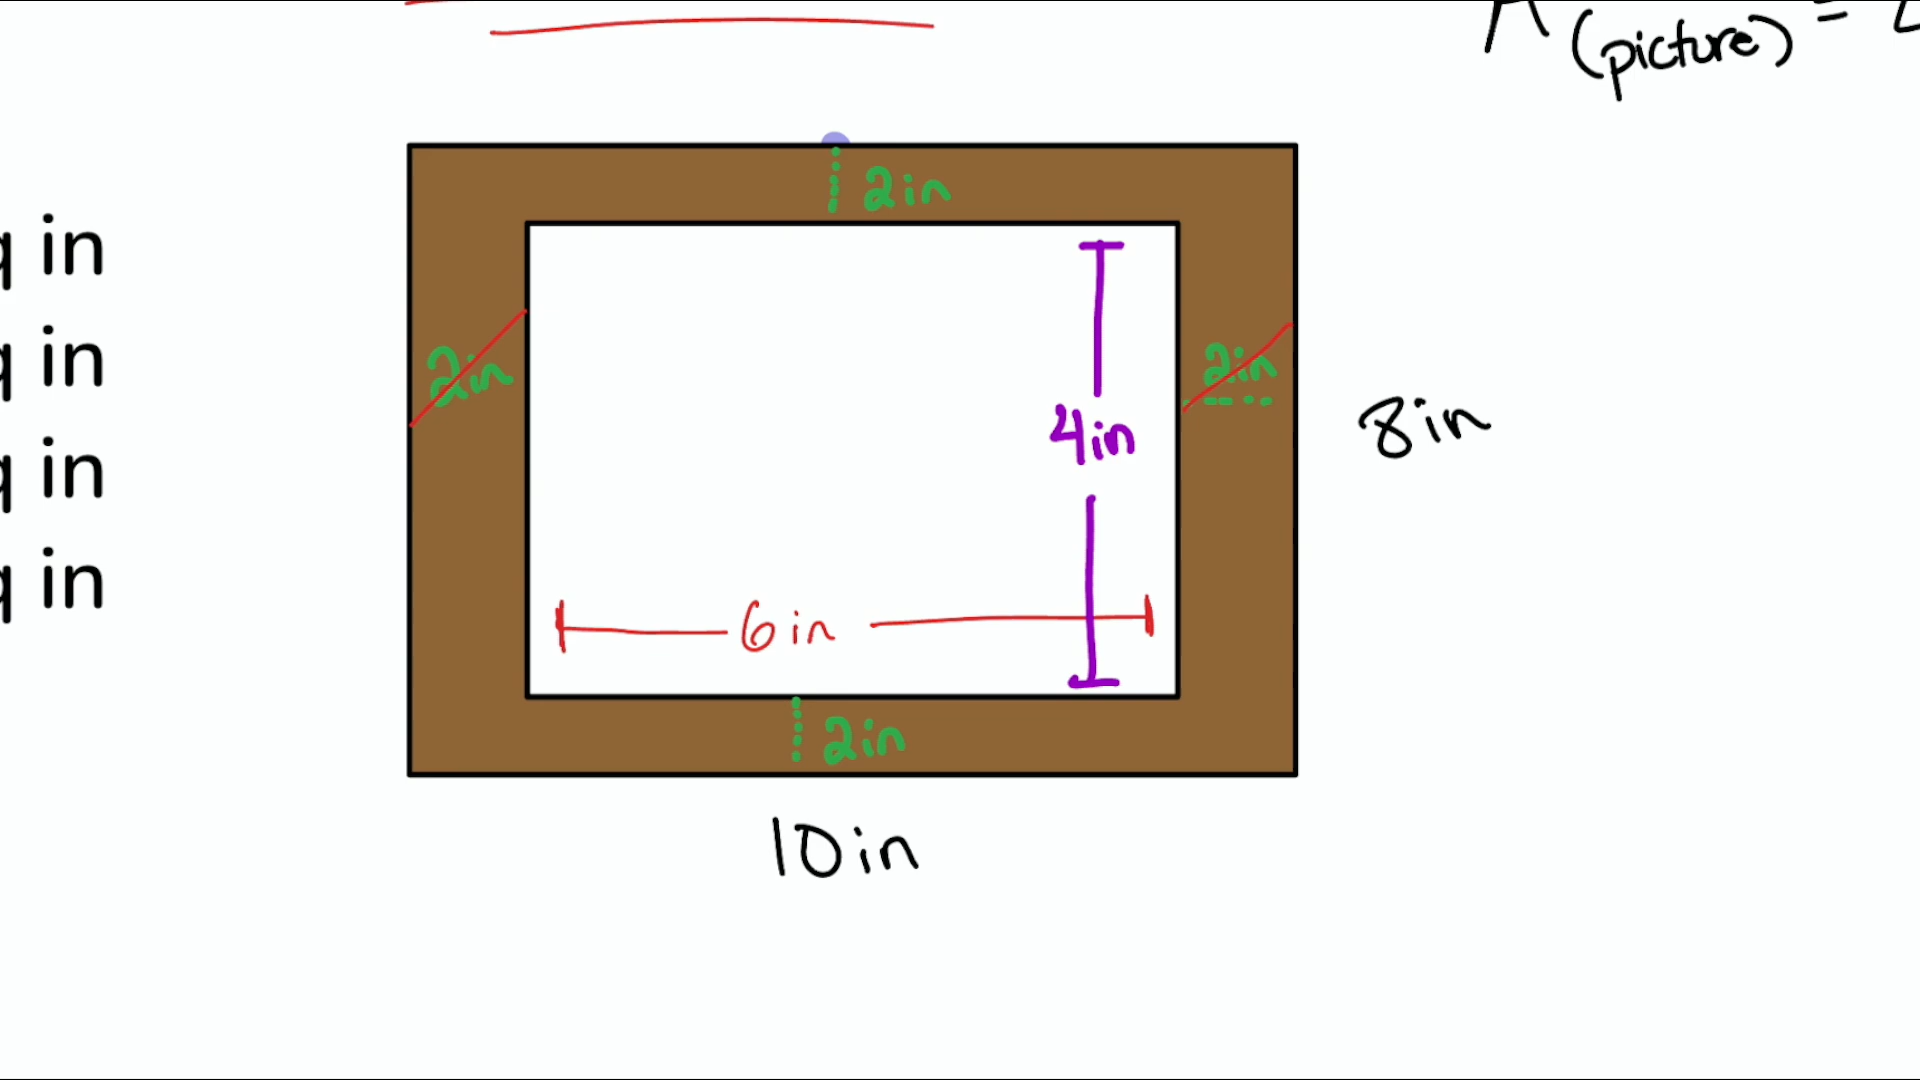 (picture) =
2in
in
in
in
in
2in
2in
4in
8in
6in
2in
10in